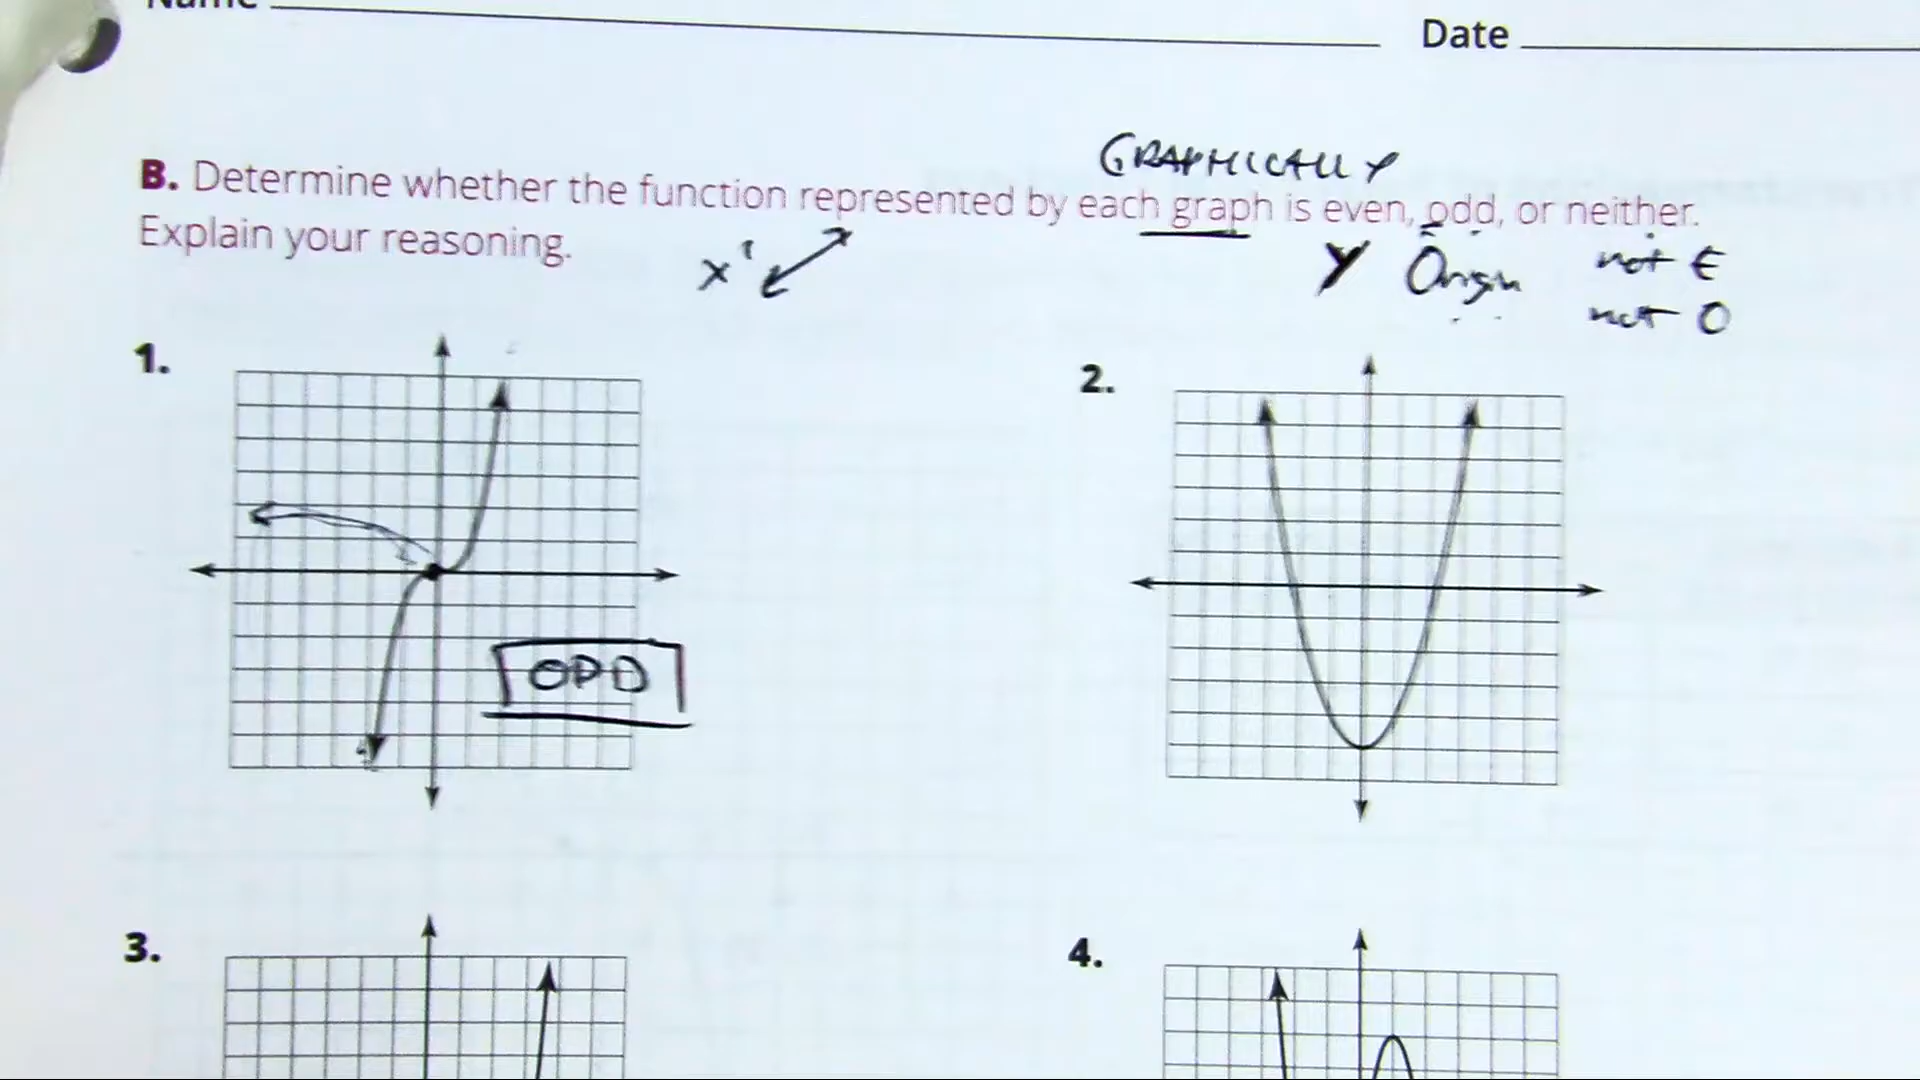 Name
Date
GRAPHICALLY
B. Determine whether the function represented by each graph is even, odd, or neither.
Explain your reasoning.
x'
Y Origin not E
not O
1.
2.
ODD
3.
4.